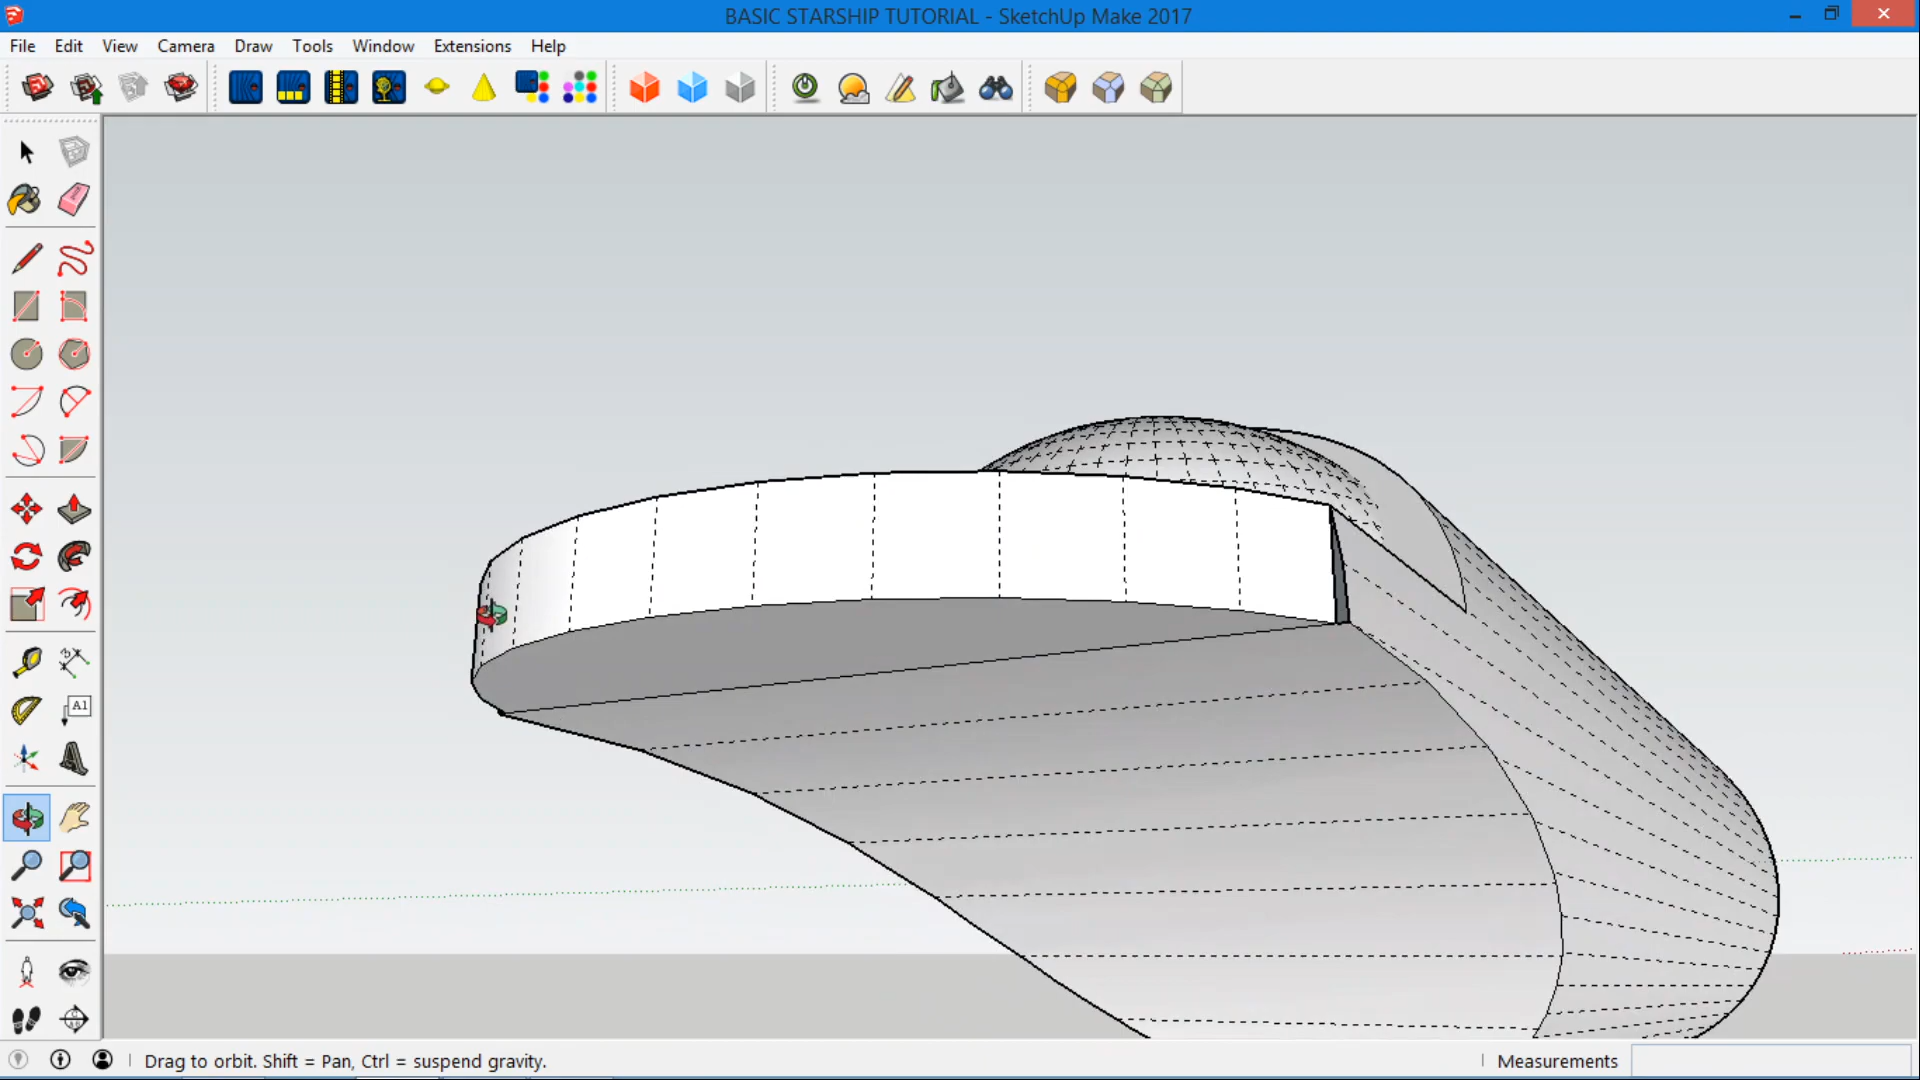 BASIC STARSHIP TUTORIAL - SketchUp Make 2017
File Edit View Camera Draw Tools Window Extensions Help
A1
Drag to orbit. Shift = Pan, Ctrl = suspend gravity.
Measurements